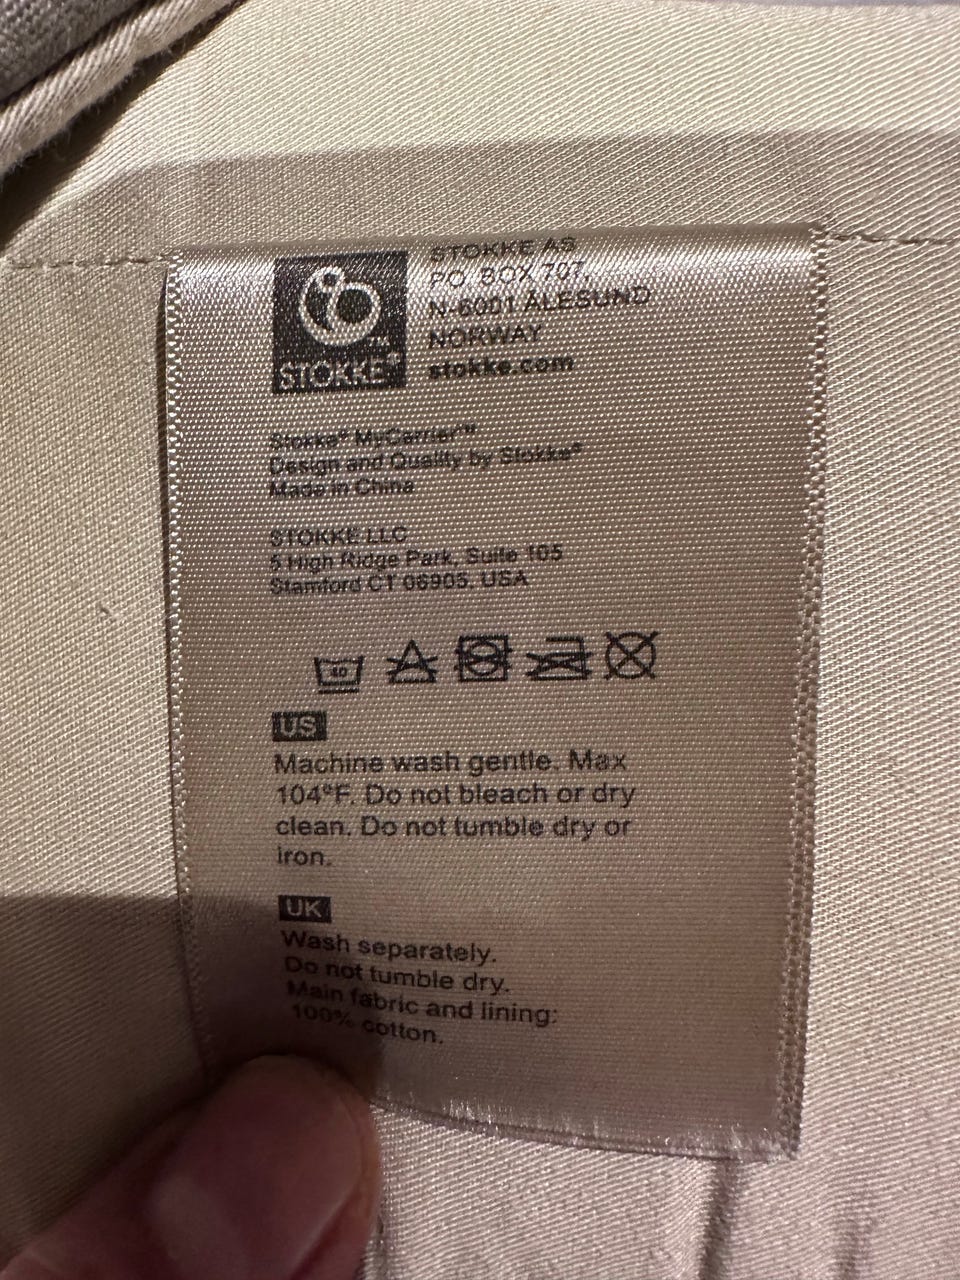 STOKKE®
STOKKE AS
PO. BOX 707,
N-6001 ÅLESUND
NORWAY
stokke.com
Stokke® MyCarrier™
Design and Quality by Stokke®
Made in China
STOKKE LLC
5 High Ridge Park, Suite 105
Stamford CT 06905, USA
40
US
Machine wash gentle. Max
104°F. Do not bleach or dry
clean. Do not tumble dry or
iron.
UK
Wash separately.
Do not tumble dry.
Main fabric and lining:
100% cotton.